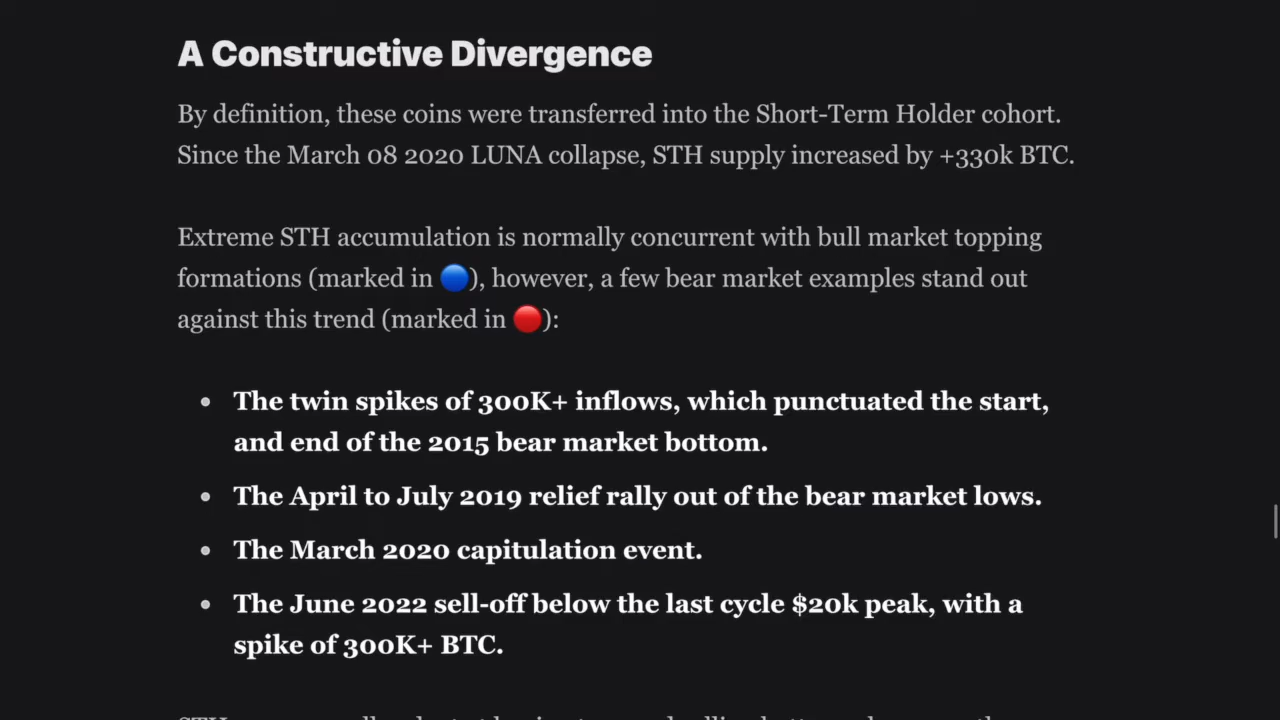 A Constructive Divergence
By definition, these coins were transferred into the Short-Term Holder cohort.
Since the March 08 2020 LUNA collapse, STH supply increased by +330k BTC.
Extreme STH accumulation is normally concurrent with bull market topping
formations (marked in 🔵), however, a few bear market examples stand out
against this trend (marked in 🔴):
• The twin spikes of 300K+ inflows, which punctuated the start,
and end of the 2015 bear market bottom.
• The April to July 2019 relief rally out of the bear market lows.
• The March 2020 capitulation event.
• The June 2022 sell-off below the last cycle $20k peak, with a
spike of 300K+ BTC.